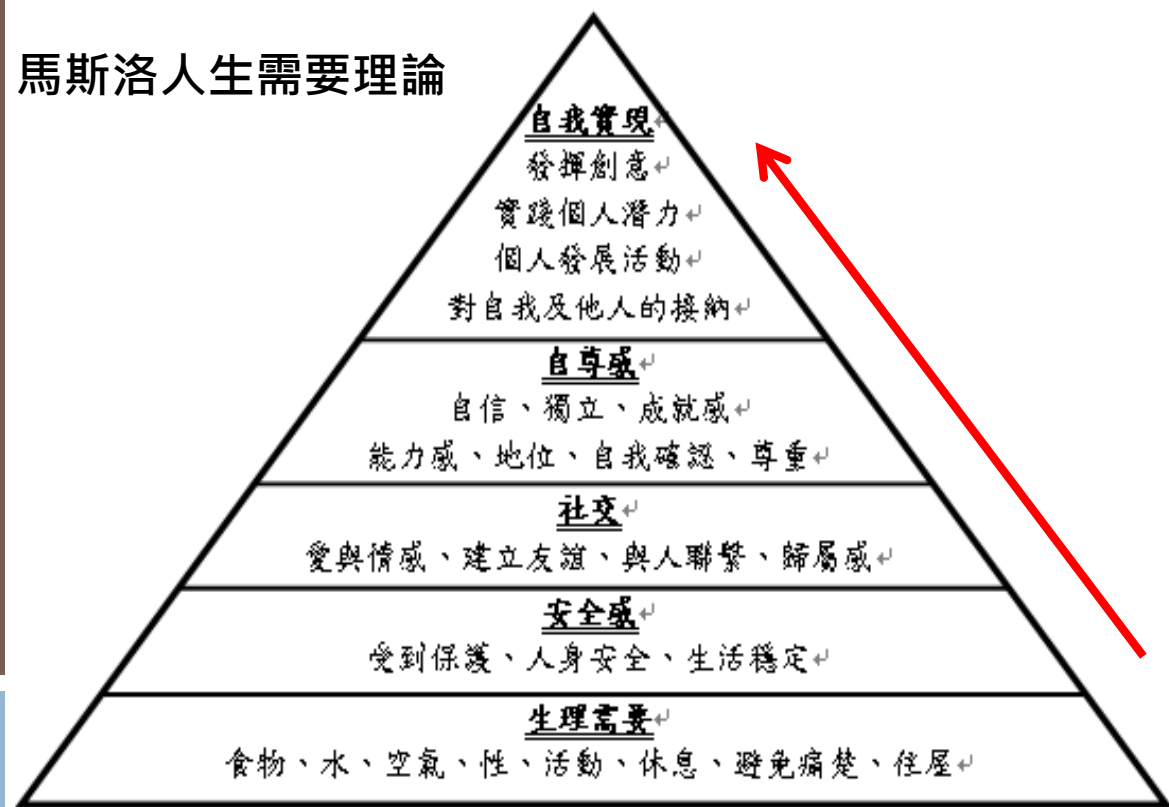 馬斯洛人生需要理論
自我實現
發揮創意
實踐個人潛力
個人發展活動
對自我及他人的接納
自尊感
自信、獨立、成就感
能力感、地位、自我確認、尊重
社交
愛與情感、建立友誼、與人聯繫、歸屬感
安全感
受到保護、人身安全、生活穩定
生理需要
食物、水、空氣、性、活動、休息、避免痛楚、住屋